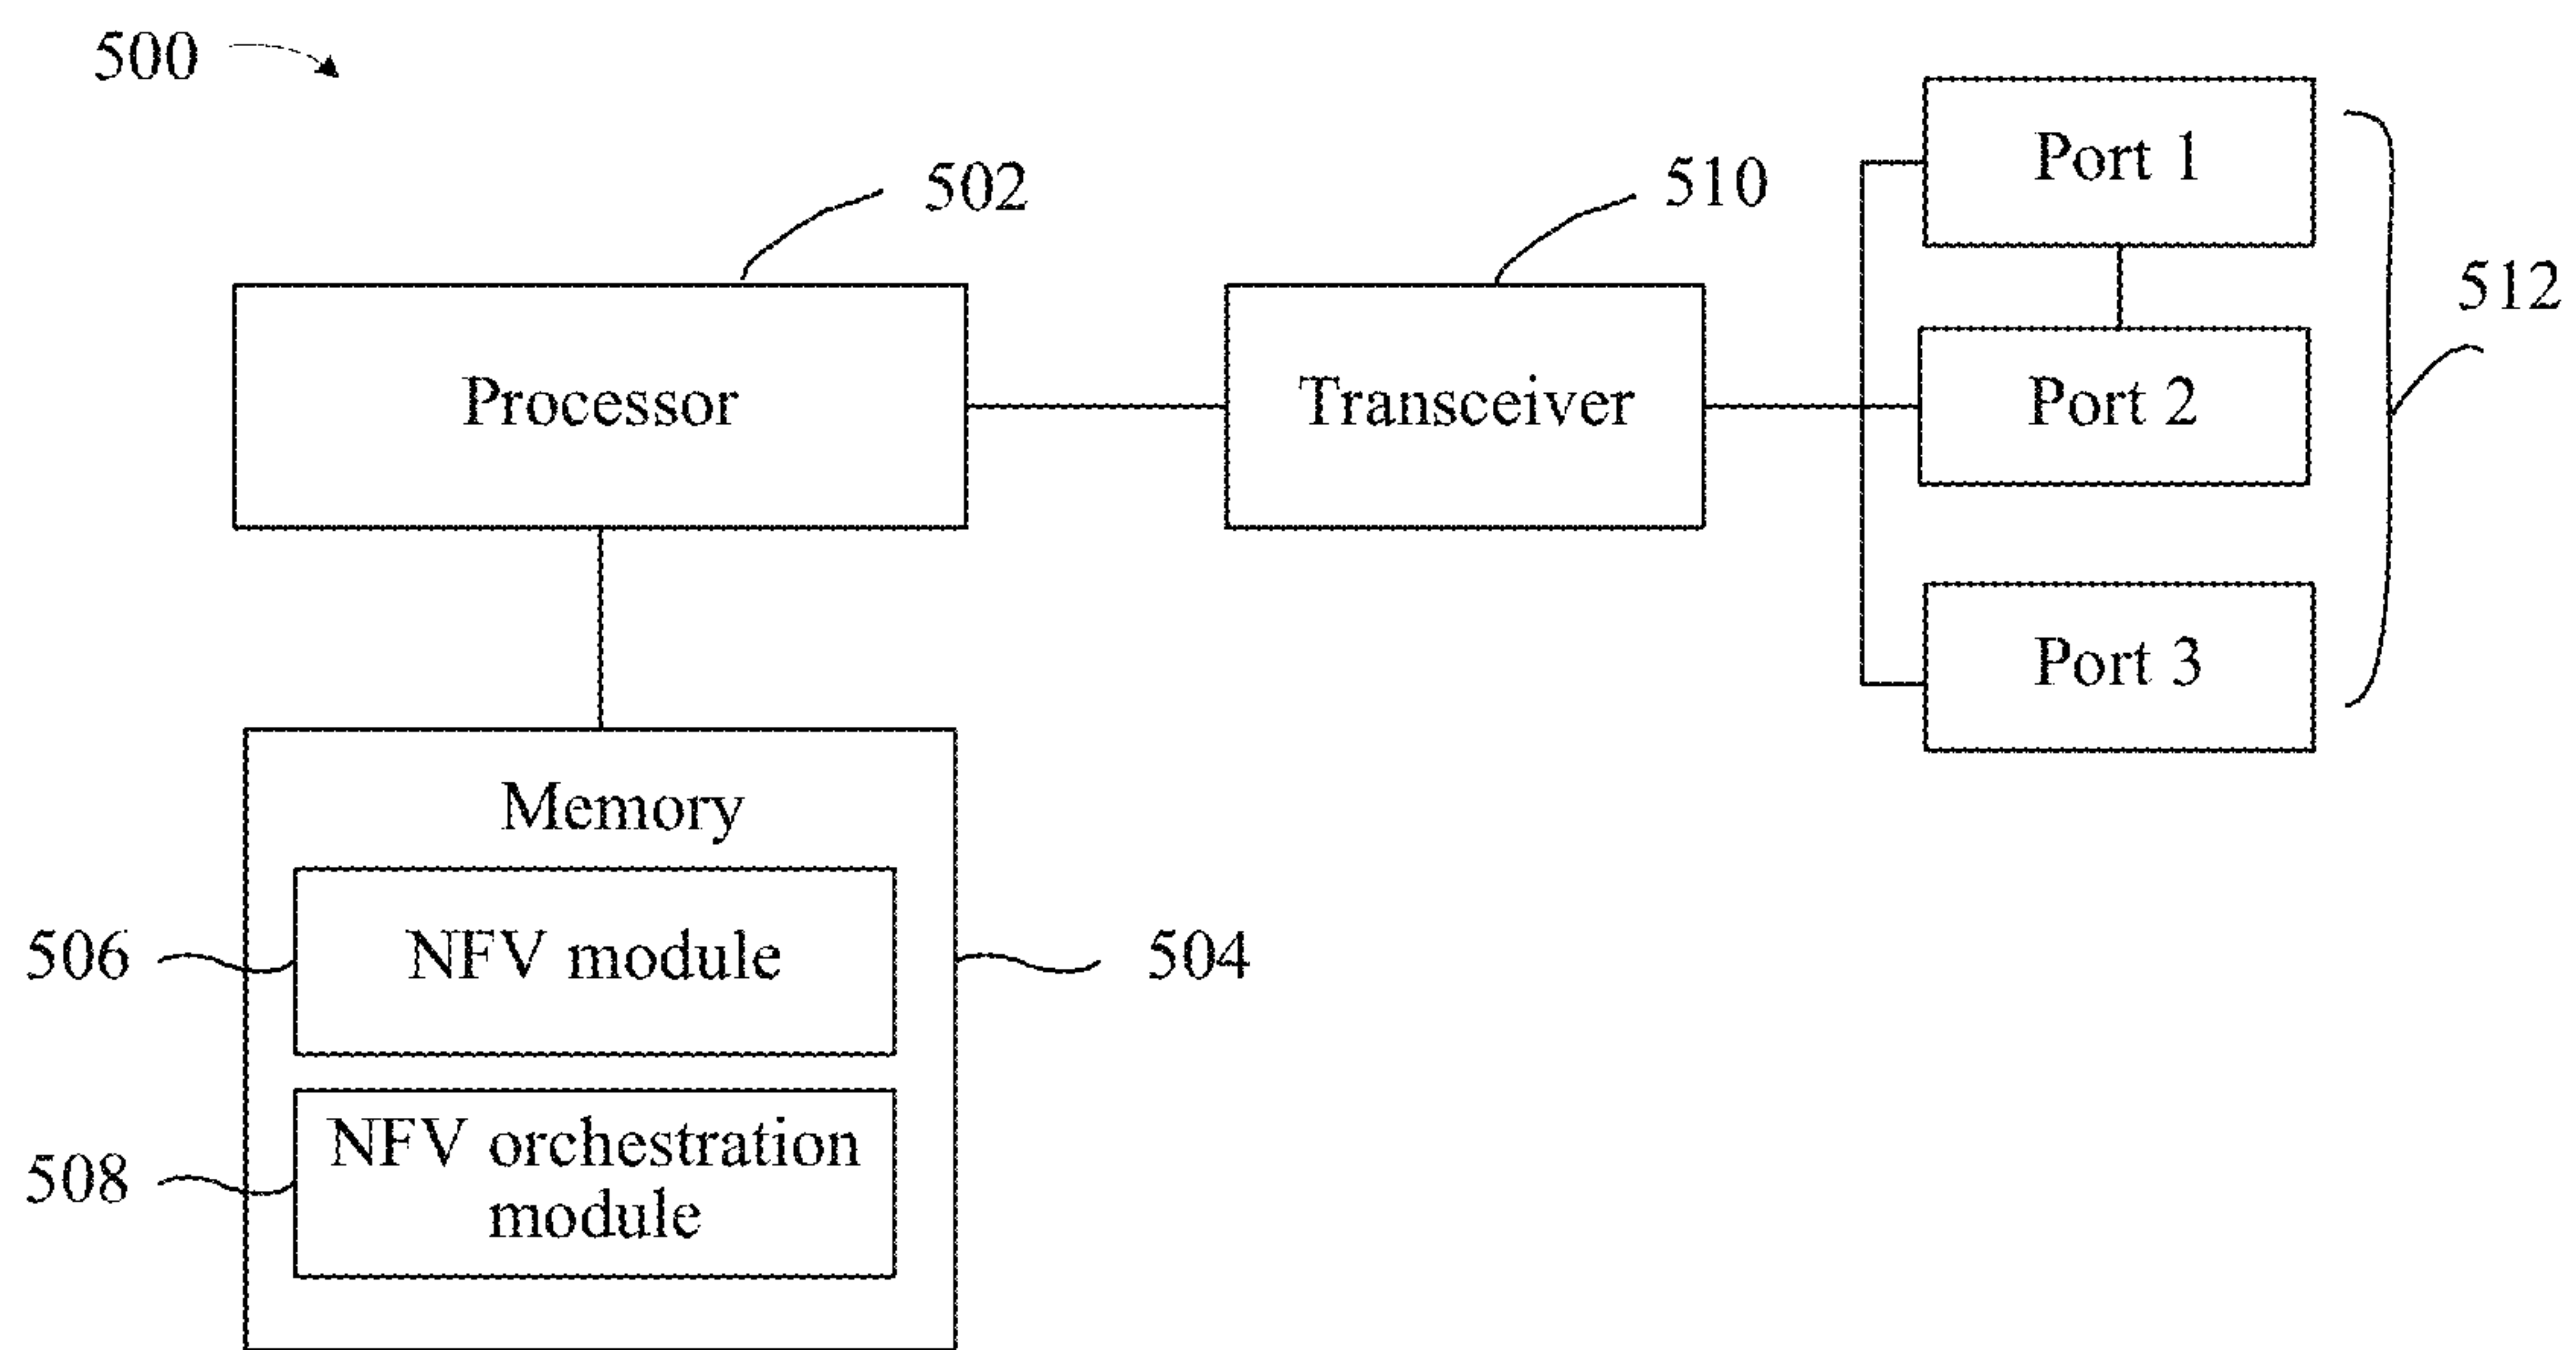 500
Port 1
502
510
512
Processor
Transceiver
Port 2
Port 3
Memory
506
NFV module
504
NFV orchestration
508
module